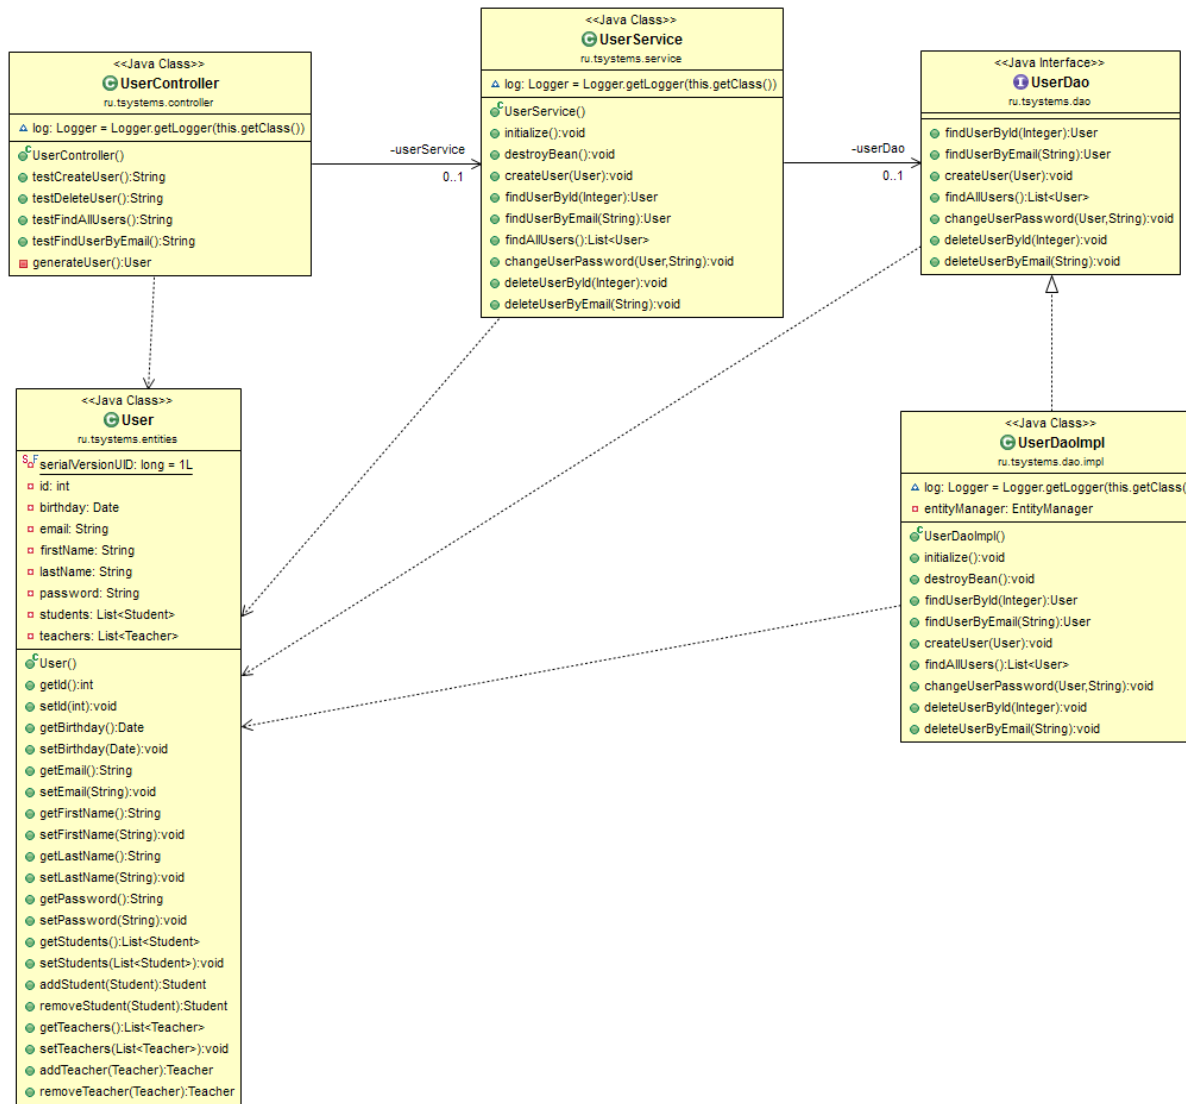 <<Java Class>>
UserController
ru.tsystems.controller
log: Logger = Logger.getLogger(this.getClass())
UserController()
testCreateUser():String
testDeleteUser():String
testFindAllUsers():String
testFindUserByEmail():String
generateUser():User
-userService
0..1
<<Java Class>>
UserService
ru.tsystems.service
log: Logger = Logger.getLogger(this.getClass())
UserService()
initialize():void
destroyBean():void
createUser(User):void
findUserById(Integer):User
findUserByEmail(String):User
findAllUsers():List<User>
changeUserPassword(User,String):void
deleteUserById(Integer):void
deleteUserByEmail(String):void
-userDao
0..1
<<Java Interface>>
UserDao
ru.tsystems.dao
findUserById(Integer):User
findUserByEmail(String):User
createUser(User):void
findAllUsers():List<User>
changeUserPassword(User,String):void
deleteUserById(Integer):void
deleteUserByEmail(String):void
<<Java Class>>
User
ru.tsystems.entities
serialVersionUID: long = 1L
id: int
birthday: Date
email: String
firstName: String
lastName: String
password: String
students: List<Student>
teachers: List<Teacher>
User()
getId():int
setId(int):void
getBirthday():Date
setBirthday(Date):void
getEmail():String
setEmail(String):void
getFirstName():String
setFirstName(String):void
getLastName():String
setLastName(String):void
getPassword():String
setPassword(String):void
getStudents():List<Student>
setStudents(List<Student>):void
addStudent(Student):Student
removeStudent(Student):Student
getTeachers():List<Teacher>
setTeachers(List<Teacher>):void
addTeacher(Teacher):Teacher
removeTeacher(Teacher):Teacher
<<Java Class>>
UserDaoImpl
ru.tsystems.dao.impl
log: Logger = Logger.getLogger(this.getClass(
entityManager: EntityManager
UserDaoImpl()
initialize():void
destroyBean():void
findUserById(Integer):User
findUserByEmail(String):User
createUser(User):void
findAllUsers():List<User>
changeUserPassword(User,String):void
deleteUserById(Integer):void
deleteUserByEmail(String):void